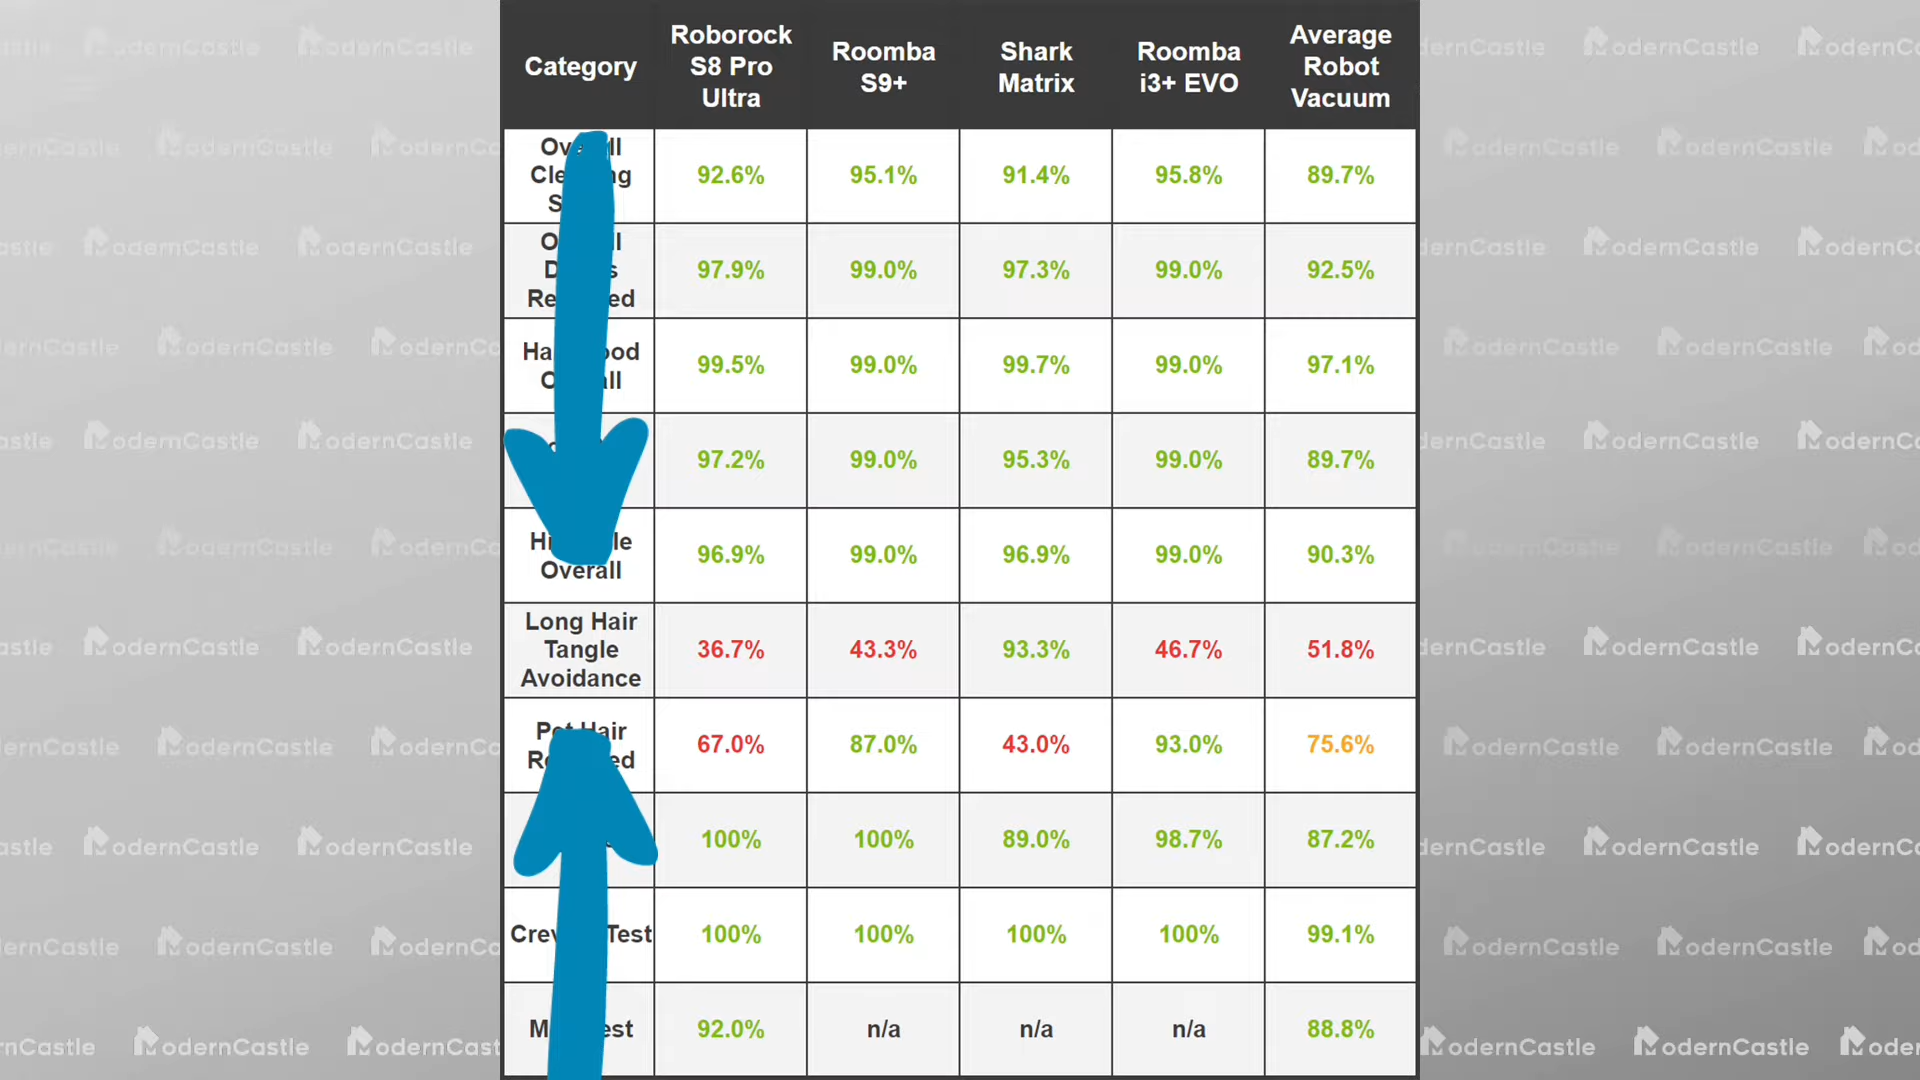 Category
Roborock
S8 Pro
Ultra
Roomba
S9+
Shark
Matrix
Roomba
i3+ EVO
Average
Robot
Vacuum
92.6%
95.1%
91.4%
95.8%
89.7%
97.9%
99.0%
97.3%
99.0%
92.5%
99.5%
99.0%
99.7%
99.0%
97.1%
97.2%
99.0%
95.3%
99.0%
89.7%
Overall
96.9%
99.0%
96.9%
99.0%
90.3%
Long Hair
Tangle
Avoidance
36.7%
43.3%
93.3%
46.7%
51.8%
Pet Hair
67.0%
87.0%
43.0%
93.0%
75.6%
100%
100%
89.0%
98.7%
87.2%
Test
100%
100%
100%
100%
99.1%
92.0%
n/a
n/a
n/a
88.8%
ModernCastle